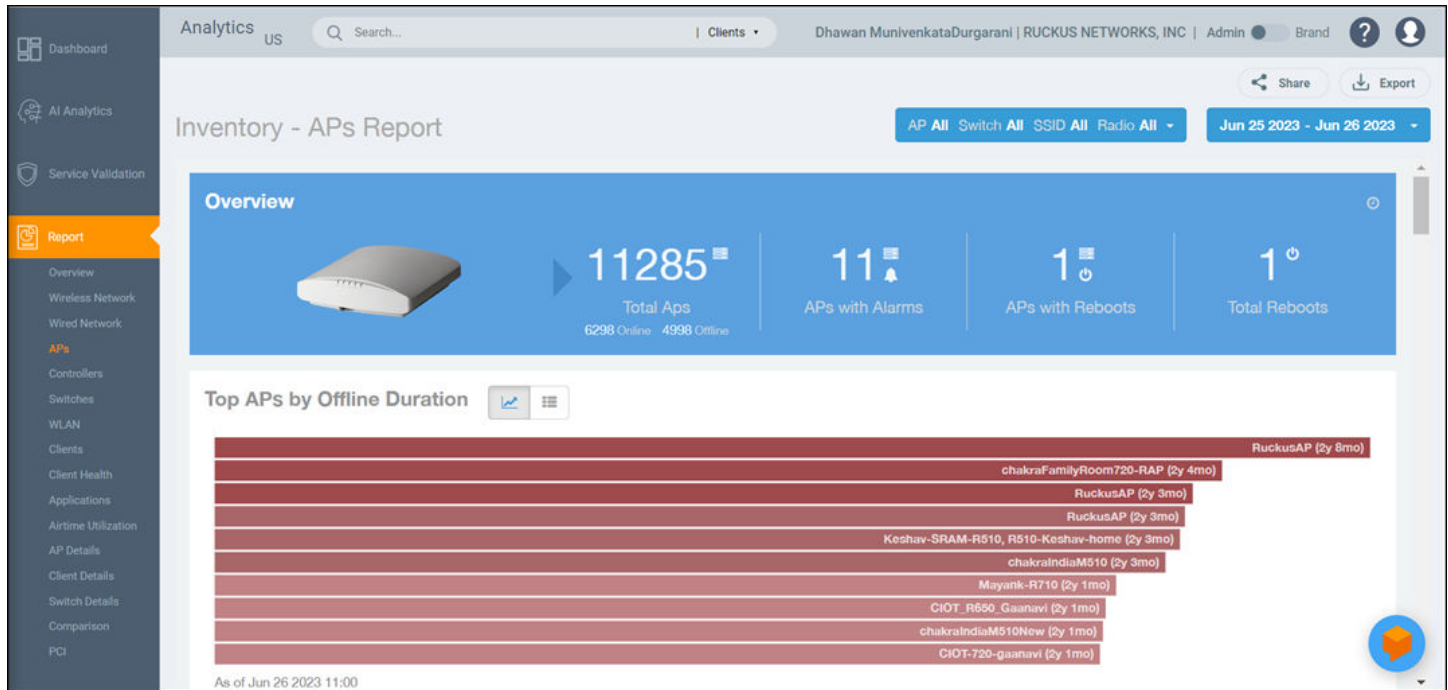 Analytics US
Search...
| Clients
Dhawan MunivenkataDurgarani | RUCKUS NETWORKS, INC | Admin Brand
?
Dashboard
AI Analytics
Service Validation
Report
Overview
Wireless Network
Wired Network
APs
Controllers
Switches
WLAN
Clients
Client Health
Applications
Airtime Utilization
AP Details
Client Details
Switch Details
Comparison
PCI
Share
Export
Inventory - APs Report
AP All Switch All SSID All Radio All
Jun 25 2023 - Jun 26 2023
Overview
11285
Total Aps
6298 Online 4998 Offline
11
APs with Alarms
1
APs with Reboots
1
Total Reboots
Top APs by Offline Duration
RuckusAP (2y 8mo)
chakraFamilyRoom720-RAP (2y 4mo)
RuckusAP (2y 3mo)
RuckusAP (2y 3mo)
Keshav-SRAM-R510, R510-Keshav-home (2y 3mo)
chakraIndiaM510 (2y 3mo)
Mayank-R710 (2y 1mo)
CIOT_R650_Gaanavi (2y 1mo)
chakraIndiaM510New (2y 1mo)
CIOT-720-gaanavi (2y 1mo)
As of Jun 26 2023 11:00